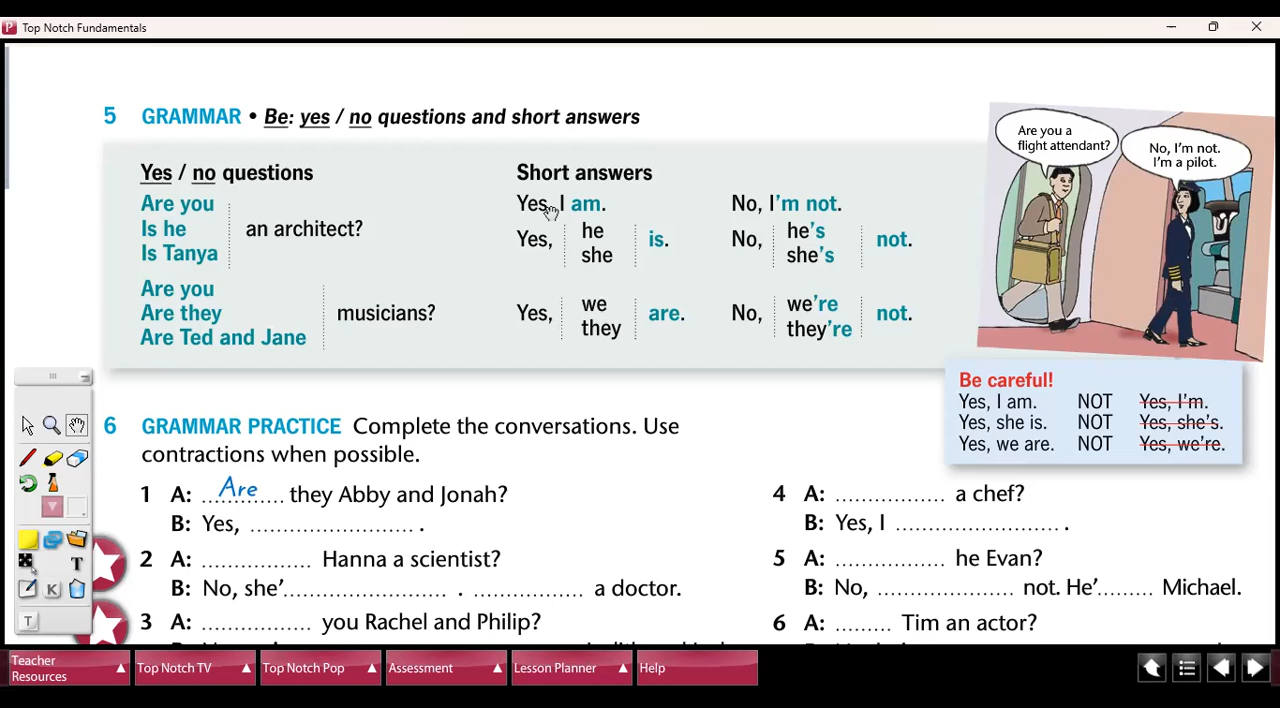 Top Notch Fundamentals
5 GRAMMAR • Be: yes / no questions and short answers
Yes / no questions
Are you
Is he
Is Tanya
an architect?
Are you
Are they
Are Ted and Jane
musicians?
Short answers
Yes, I am.
Yes, he she is.
Yes, we they are.
No, I'm not.
No, he's she's not.
No, we're they're not.
Are you a
flight attendant?
No, I'm not.
I'm a pilot.
Be careful!
Yes, I am. NOT Yes, I'm.
Yes, she is. NOT Yes, she's.
Yes, we are. NOT Yes, we're.
6 GRAMMAR PRACTICE Complete the conversations. Use
contractions when possible.
1 A: Are they Abby and Jonah?
B: Yes, .............................. .
2 A: .................... Hanna a scientist?
B: No, she'.............................. . .................... a doctor.
3 A: .................... you Rachel and Philip?
4 A: .................... a chef?
B: Yes, I .............................. .
5 A: .................... he Evan?
B: No, ......................... not. He'.......... Michael.
6 A: .......... Tim an actor?
T
K
T
Teacher
Resources
Top Notch TV
Top Notch Pop
Assessment
Lesson Planner
Help